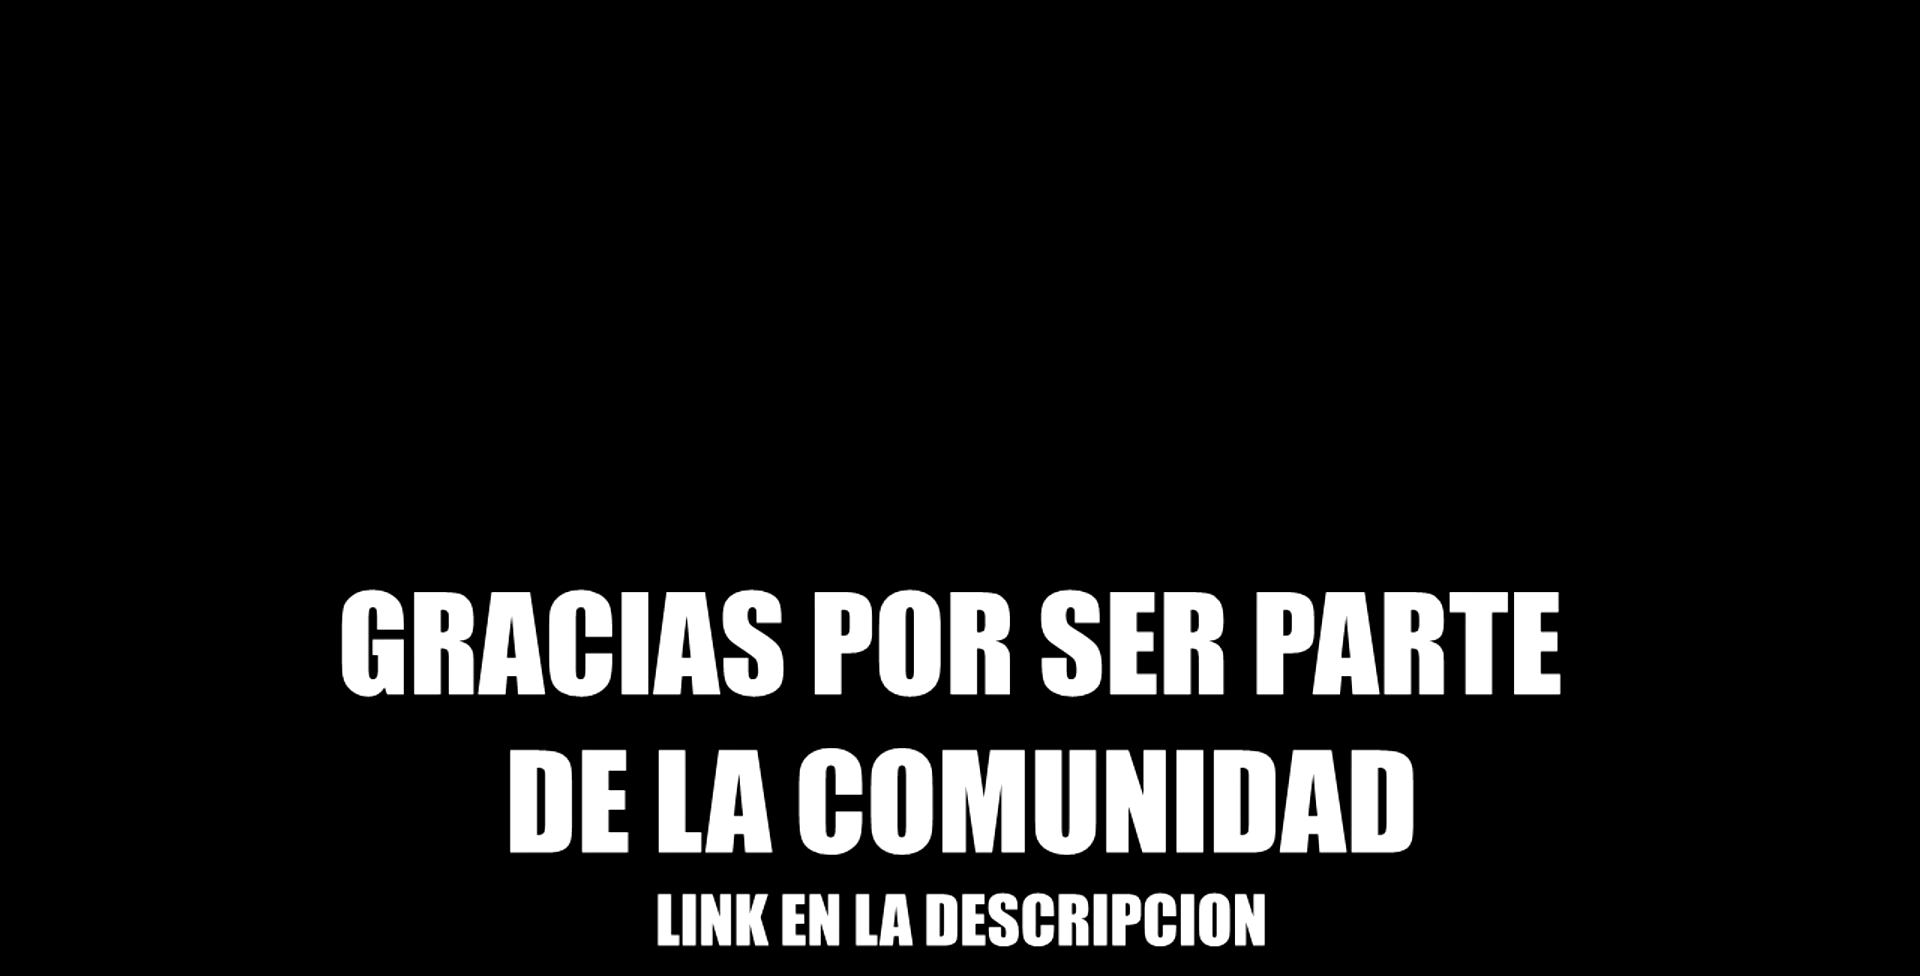 GRACIAS POR SER PARTE
DE LA COMUNIDAD
LINK EN LA DESCRIPCION